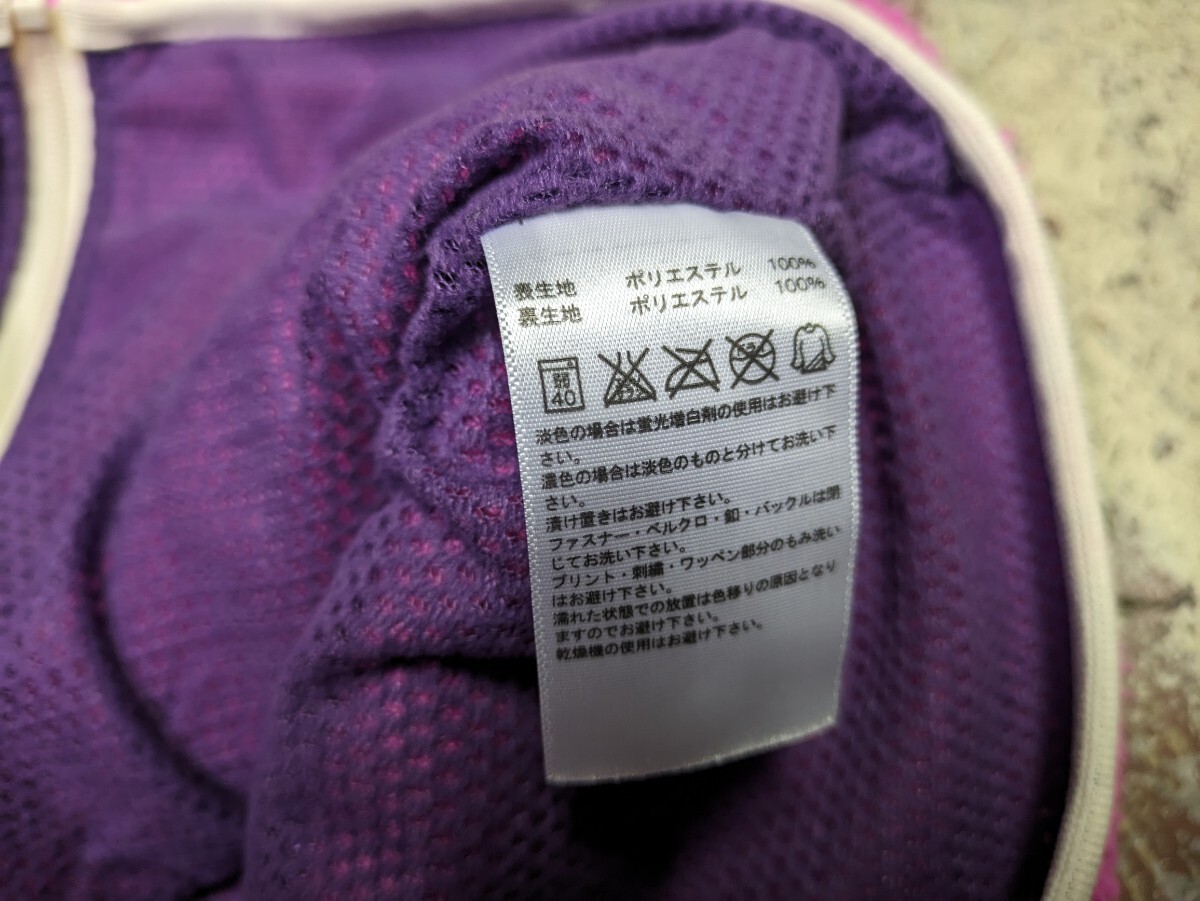 表生地 ポリエステル 100%
裏生地 ポリエステル 100%
弱
40
淡色の場合は蛍光増白剤の使用はお避け下
さい。
濃色の場合は淡色のものと分けてお洗い下
さい。
漬け置きはお避け下さい。
ファスナー・ベルクロ・釦・バックルは閉
じてお洗い下さい。
プリント・刺繍・ワッペン部分のもみ洗い
はお避け下さい。
濡れた状態での放置は色移りの原因となり
ますのでお避け下さい。
乾燥機の使用はお避け下さい。